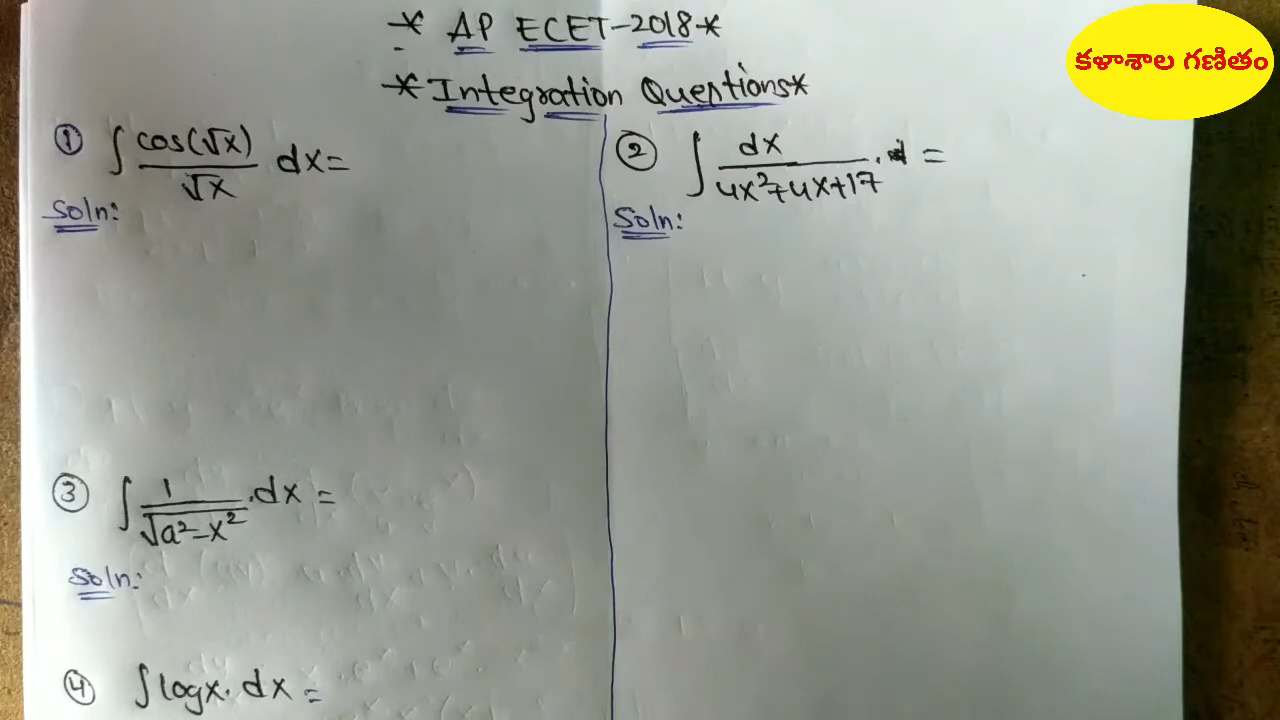 * AP ECET-2018*
కళాశాల గణితం
* Integration Questions*
① ∫ cos(√x)/√x dx=
Soln:
② ∫ dx/4x²+4x+17 . =
Soln:
③ ∫ 1/√a²-x² .dx =
Soln:
④ ∫logx. dx =